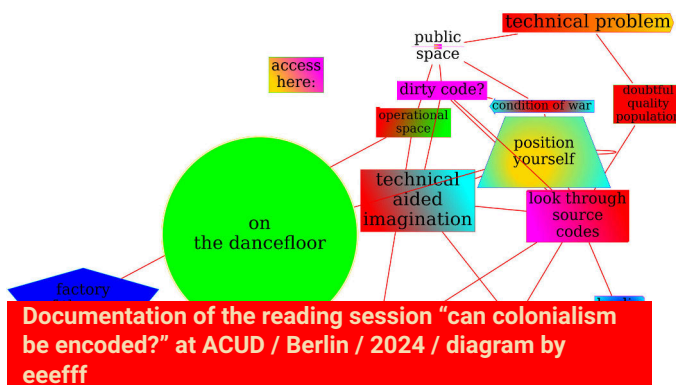 technical problem
public
space
access
here:
dirty code?
doubtful
quality
population
condition of war
operational
space
position
yourself
technical
aided
imagination
look through
source
codes
on
the dancefloor
factory
Documentation of the reading session “can colonialism
be encoded?” at ACUD / Berlin / 2024 / diagram by
eeefff